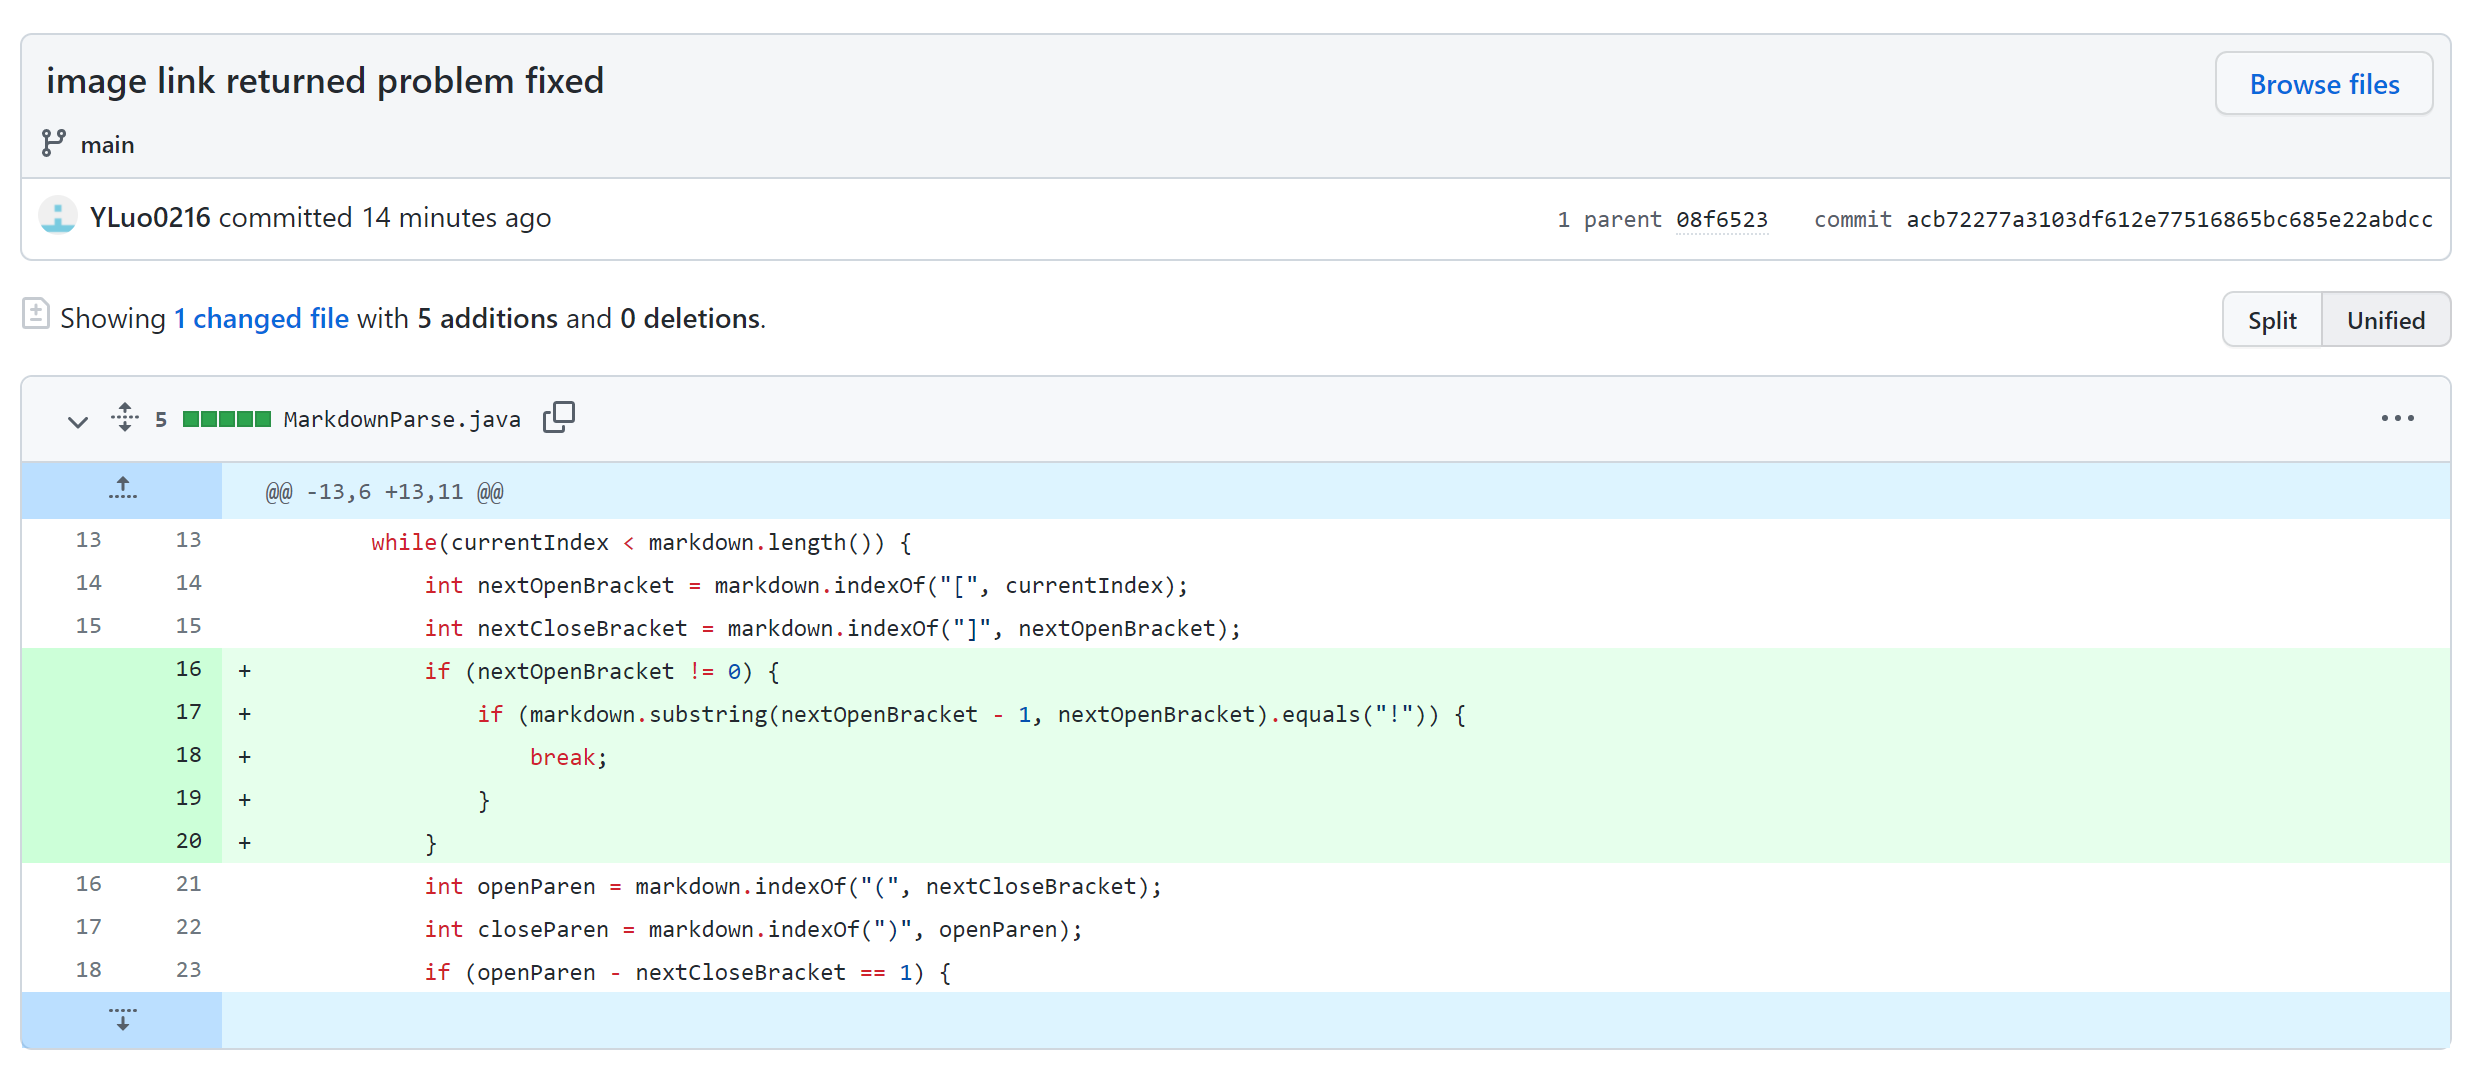 image link returned problem fixed
Browse files
main
YLuo0216 committed 14 minutes ago
1 parent 08f6523 commit acb72277a3103df612e77516865bc685e22abdcc
Showing 1 changed file with 5 additions and 0 deletions.
Split Unified
5 MarkdownParse.java
@@ -13,6 +13,11 @@
13 13 while(currentIndex < markdown.length()) {
14 14 int nextOpenBracket = markdown.indexOf("[", currentIndex);
15 15 int nextCloseBracket = markdown.indexOf("]", nextOpenBracket);
16 + if (nextOpenBracket != 0) {
17 + if (markdown.substring(nextOpenBracket - 1, nextOpenBracket).equals("!")) {
18 + break;
19 + }
20 + }
16 21 int openParen = markdown.indexOf("(", nextCloseBracket);
17 22 int closeParen = markdown.indexOf(")", openParen);
18 23 if (openParen - nextCloseBracket == 1) {